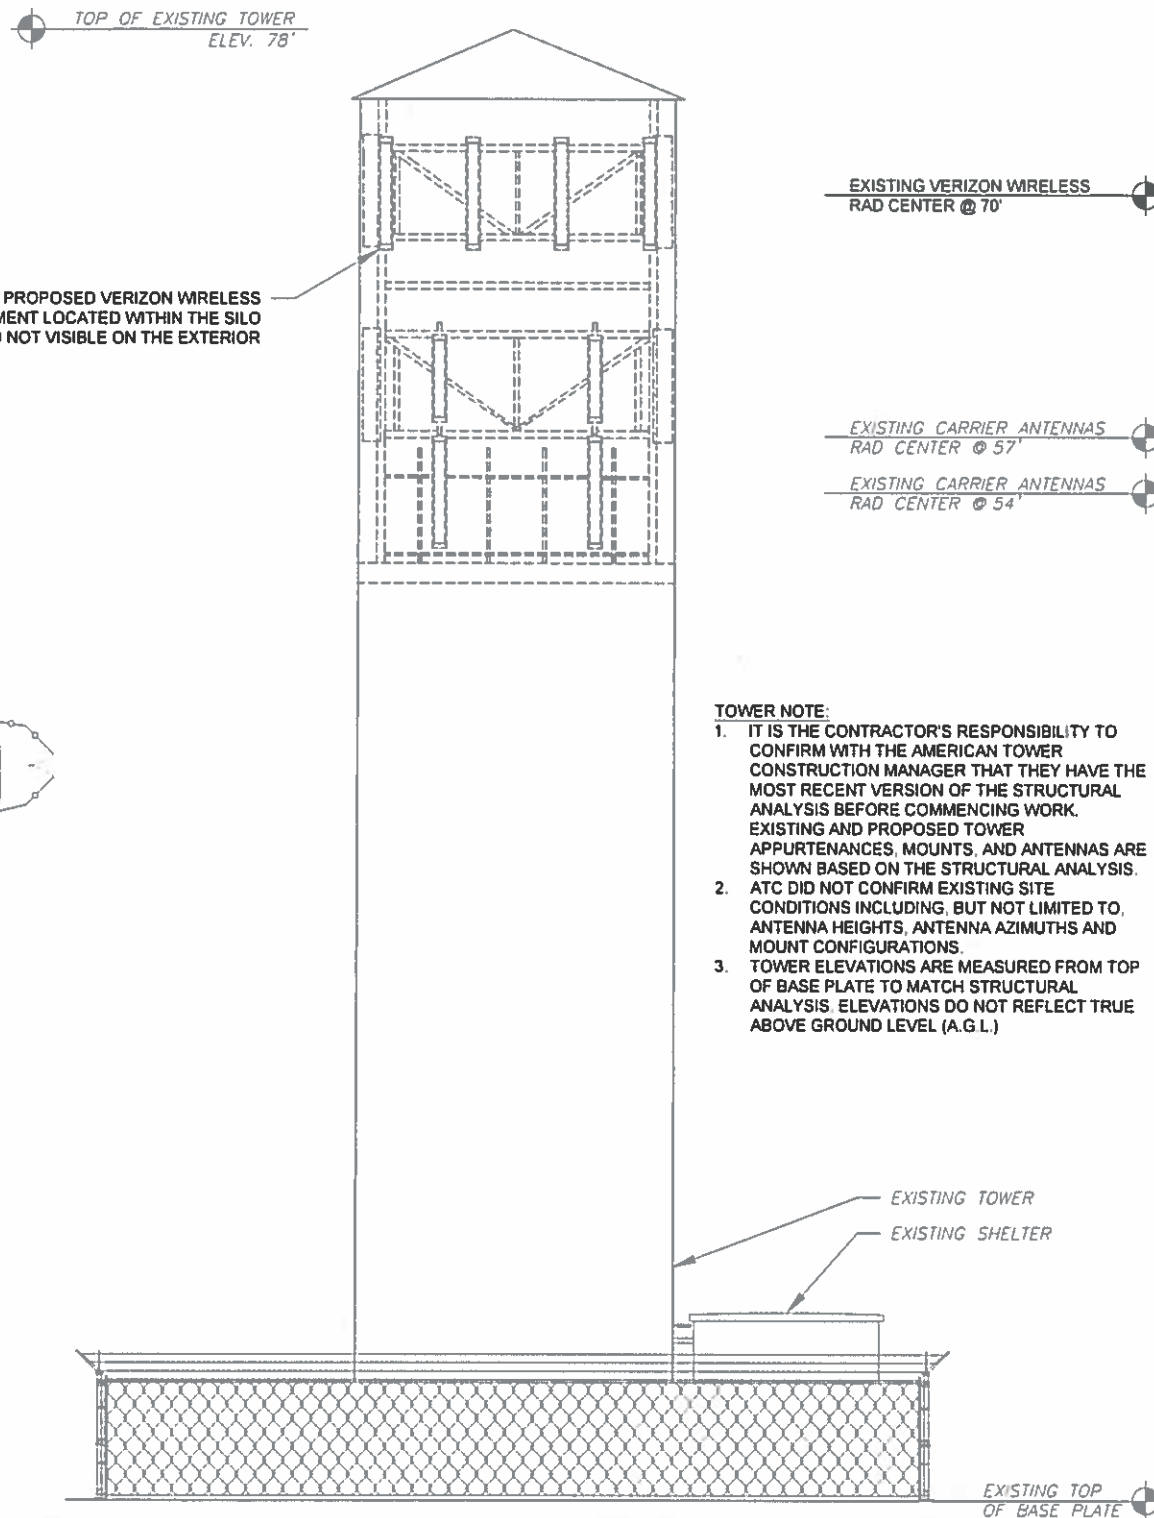 TOP OF EXISTING TOWER
ELEV. 78'
EXISTING VERIZON WIRELESS
RAD CENTER @ 70'
PROPOSED VERIZON WIRELESS
MENT LOCATED WITHIN THE SILO
NOT VISIBLE ON THE EXTERIOR
EXISTING CARRIER ANTENNAS
RAD CENTER @ 57'
EXISTING CARRIER ANTENNAS
RAD CENTER @ 54'
TOWER NOTE:
1. IT IS THE CONTRACTOR'S RESPONSIBILITY TO
CONFIRM WITH THE AMERICAN TOWER
CONSTRUCTION MANAGER THAT THEY HAVE THE
MOST RECENT VERSION OF THE STRUCTURAL
ANALYSIS BEFORE COMMENCING WORK.
EXISTING AND PROPOSED TOWER
APPURTENANCES, MOUNTS, AND ANTENNAS ARE
SHOWN BASED ON THE STRUCTURAL ANALYSIS.
2. ATC DID NOT CONFIRM EXISTING SITE
CONDITIONS INCLUDING, BUT NOT LIMITED TO,
ANTENNA HEIGHTS, ANTENNA AZIMUTHS AND
MOUNT CONFIGURATIONS.
3. TOWER ELEVATIONS ARE MEASURED FROM TOP
OF BASE PLATE TO MATCH STRUCTURAL
ANALYSIS. ELEVATIONS DO NOT REFLECT TRUE
ABOVE GROUND LEVEL (A.G.L.)
EXISTING TOWER
EXISTING SHELTER
EXISTING TOP
OF BASE PLATE